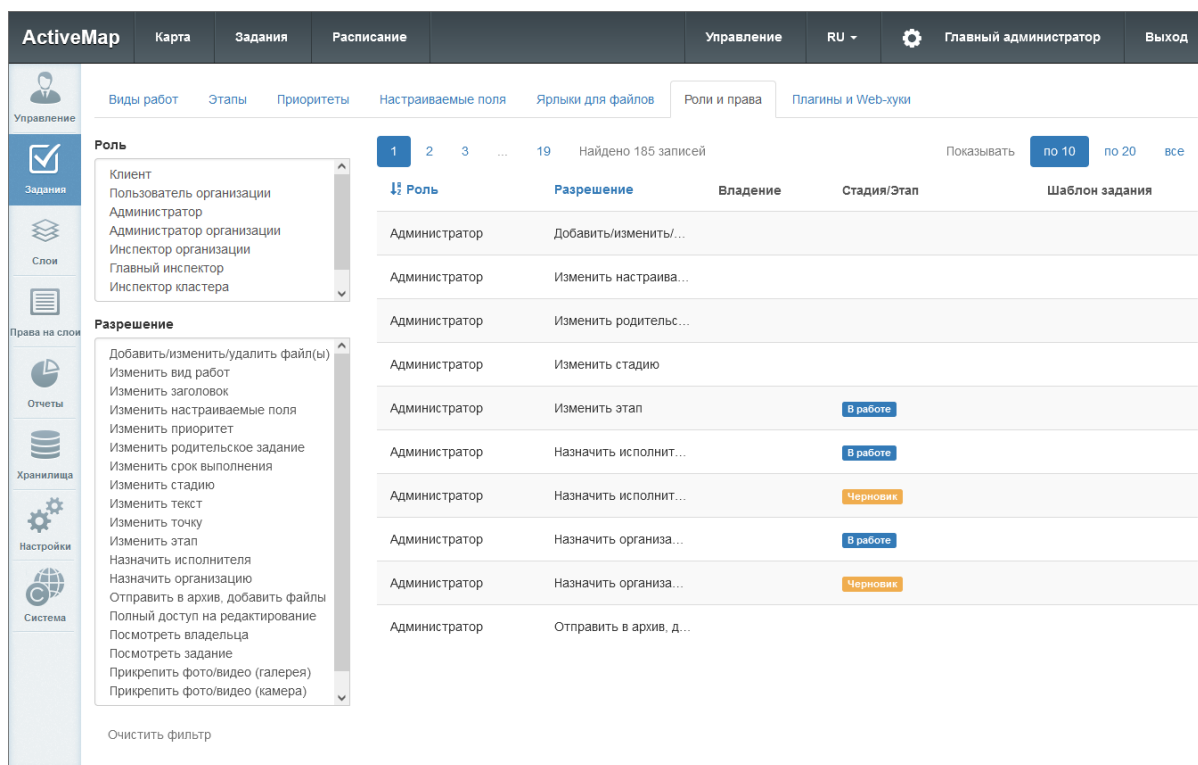 ActiveMap Карта Задания Расписание Управление RU Главный администратор Выход
Управление
Задания
Слои
Права на слои
Отчеты
Хранилища
Настройки
Система
Виды работ Этапы Приоритеты Настраиваемые поля Ярлыки для файлов Роли и права Плагины и Web-хуки
Роль
Клиент
Пользователь организации
Администратор
Администратор организации
Инспектор организации
Главный инспектор
Инспектор кластера
Разрешение
Добавить/изменить/удалить файл(ы)
Изменить вид работ
Изменить заголовок
Изменить настраиваемые поля
Изменить приоритет
Изменить родительское задание
Изменить срок выполнения
Изменить стадию
Изменить текст
Изменить точку
Изменить этап
Назначить исполнителя
Назначить организацию
Отправить в архив, добавить файлы
Полный доступ на редактирование
Посмотреть владельца
Посмотреть задание
Прикрепить фото/видео (галерея)
Прикрепить фото/видео (камера)
Очистить фильтр
1 2 3 ... 19 Найдено 185 записей Показывать по 10 по 20 все
Роль Разрешение Владение Стадия/Этап Шаблон задания
Администратор Добавить/изменить/...
Администратор Изменить настраива...
Администратор Изменить родительс...
Администратор Изменить стадию
Администратор Изменить этап В работе
Администратор Назначить исполнит... В работе
Администратор Назначить исполнит... Черновик
Администратор Назначить организа... В работе
Администратор Назначить организа... Черновик
Администратор Отправить в архив, д...